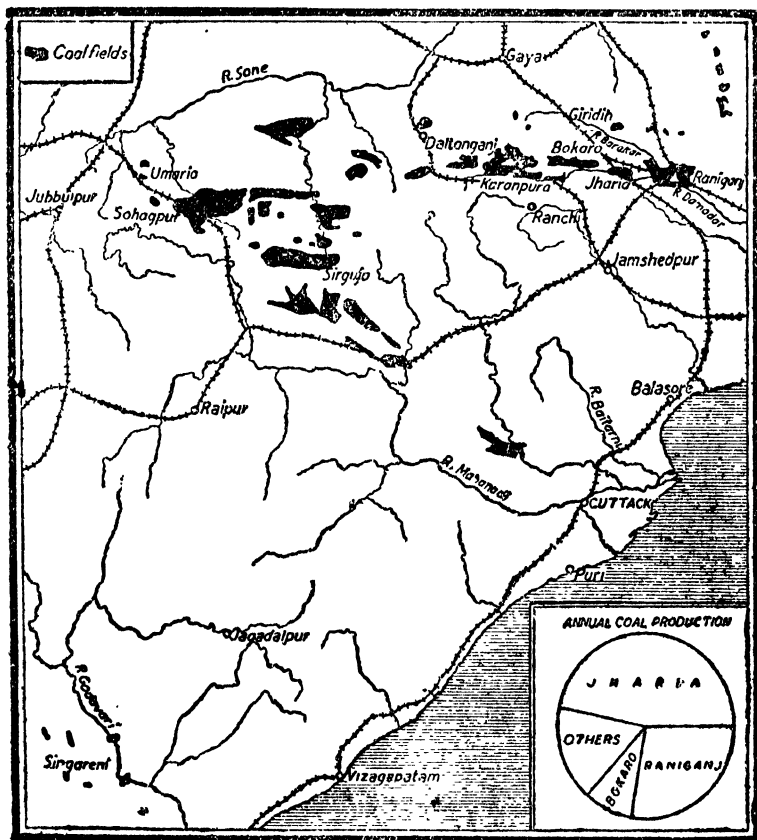 Coalfields
R. Sone
Gaya
Giridih
R. Barakar
Daltonganj
Bokaro
Umaria
Karanpura
Jharia
Raniganj
R. Damodar
Jubbulpur
Sohagpur
Ranchi
Sirguja
Jamshedpur
Raipur
Balasore
R. Baitarni
R. Mahanadi
CUTTACK
Puri
Jagadalpur
R. Godavari
Singareni
Vizagapatam
ANNUAL COAL PRODUCTION
JHARIA
OTHERS
BOKARO
RANIGANJ